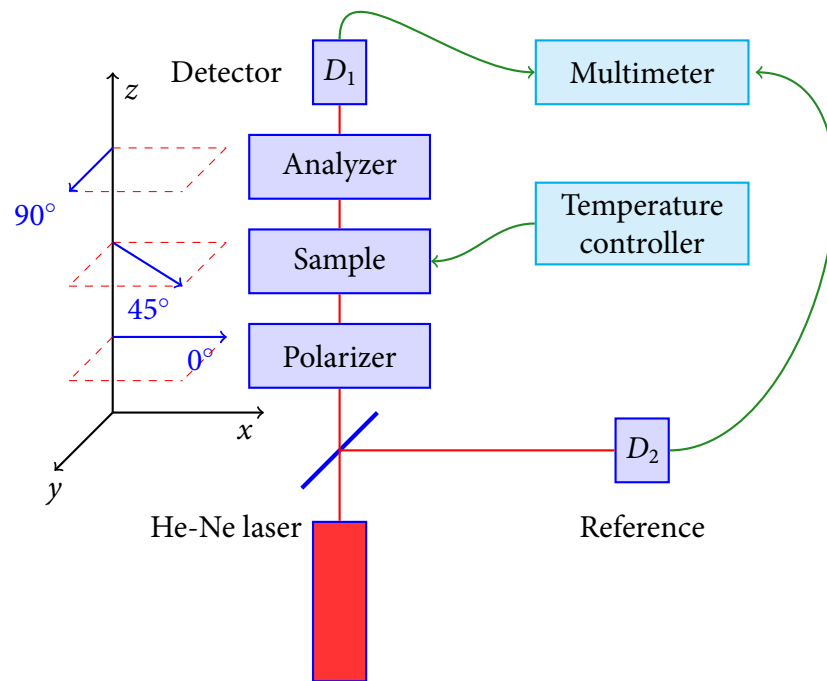 Detector
D₁
Multimeter
z
Analyzer
90°
Temperature
controller
Sample
45°
Polarizer
0°
x
D₂
y
He-Ne laser
Reference